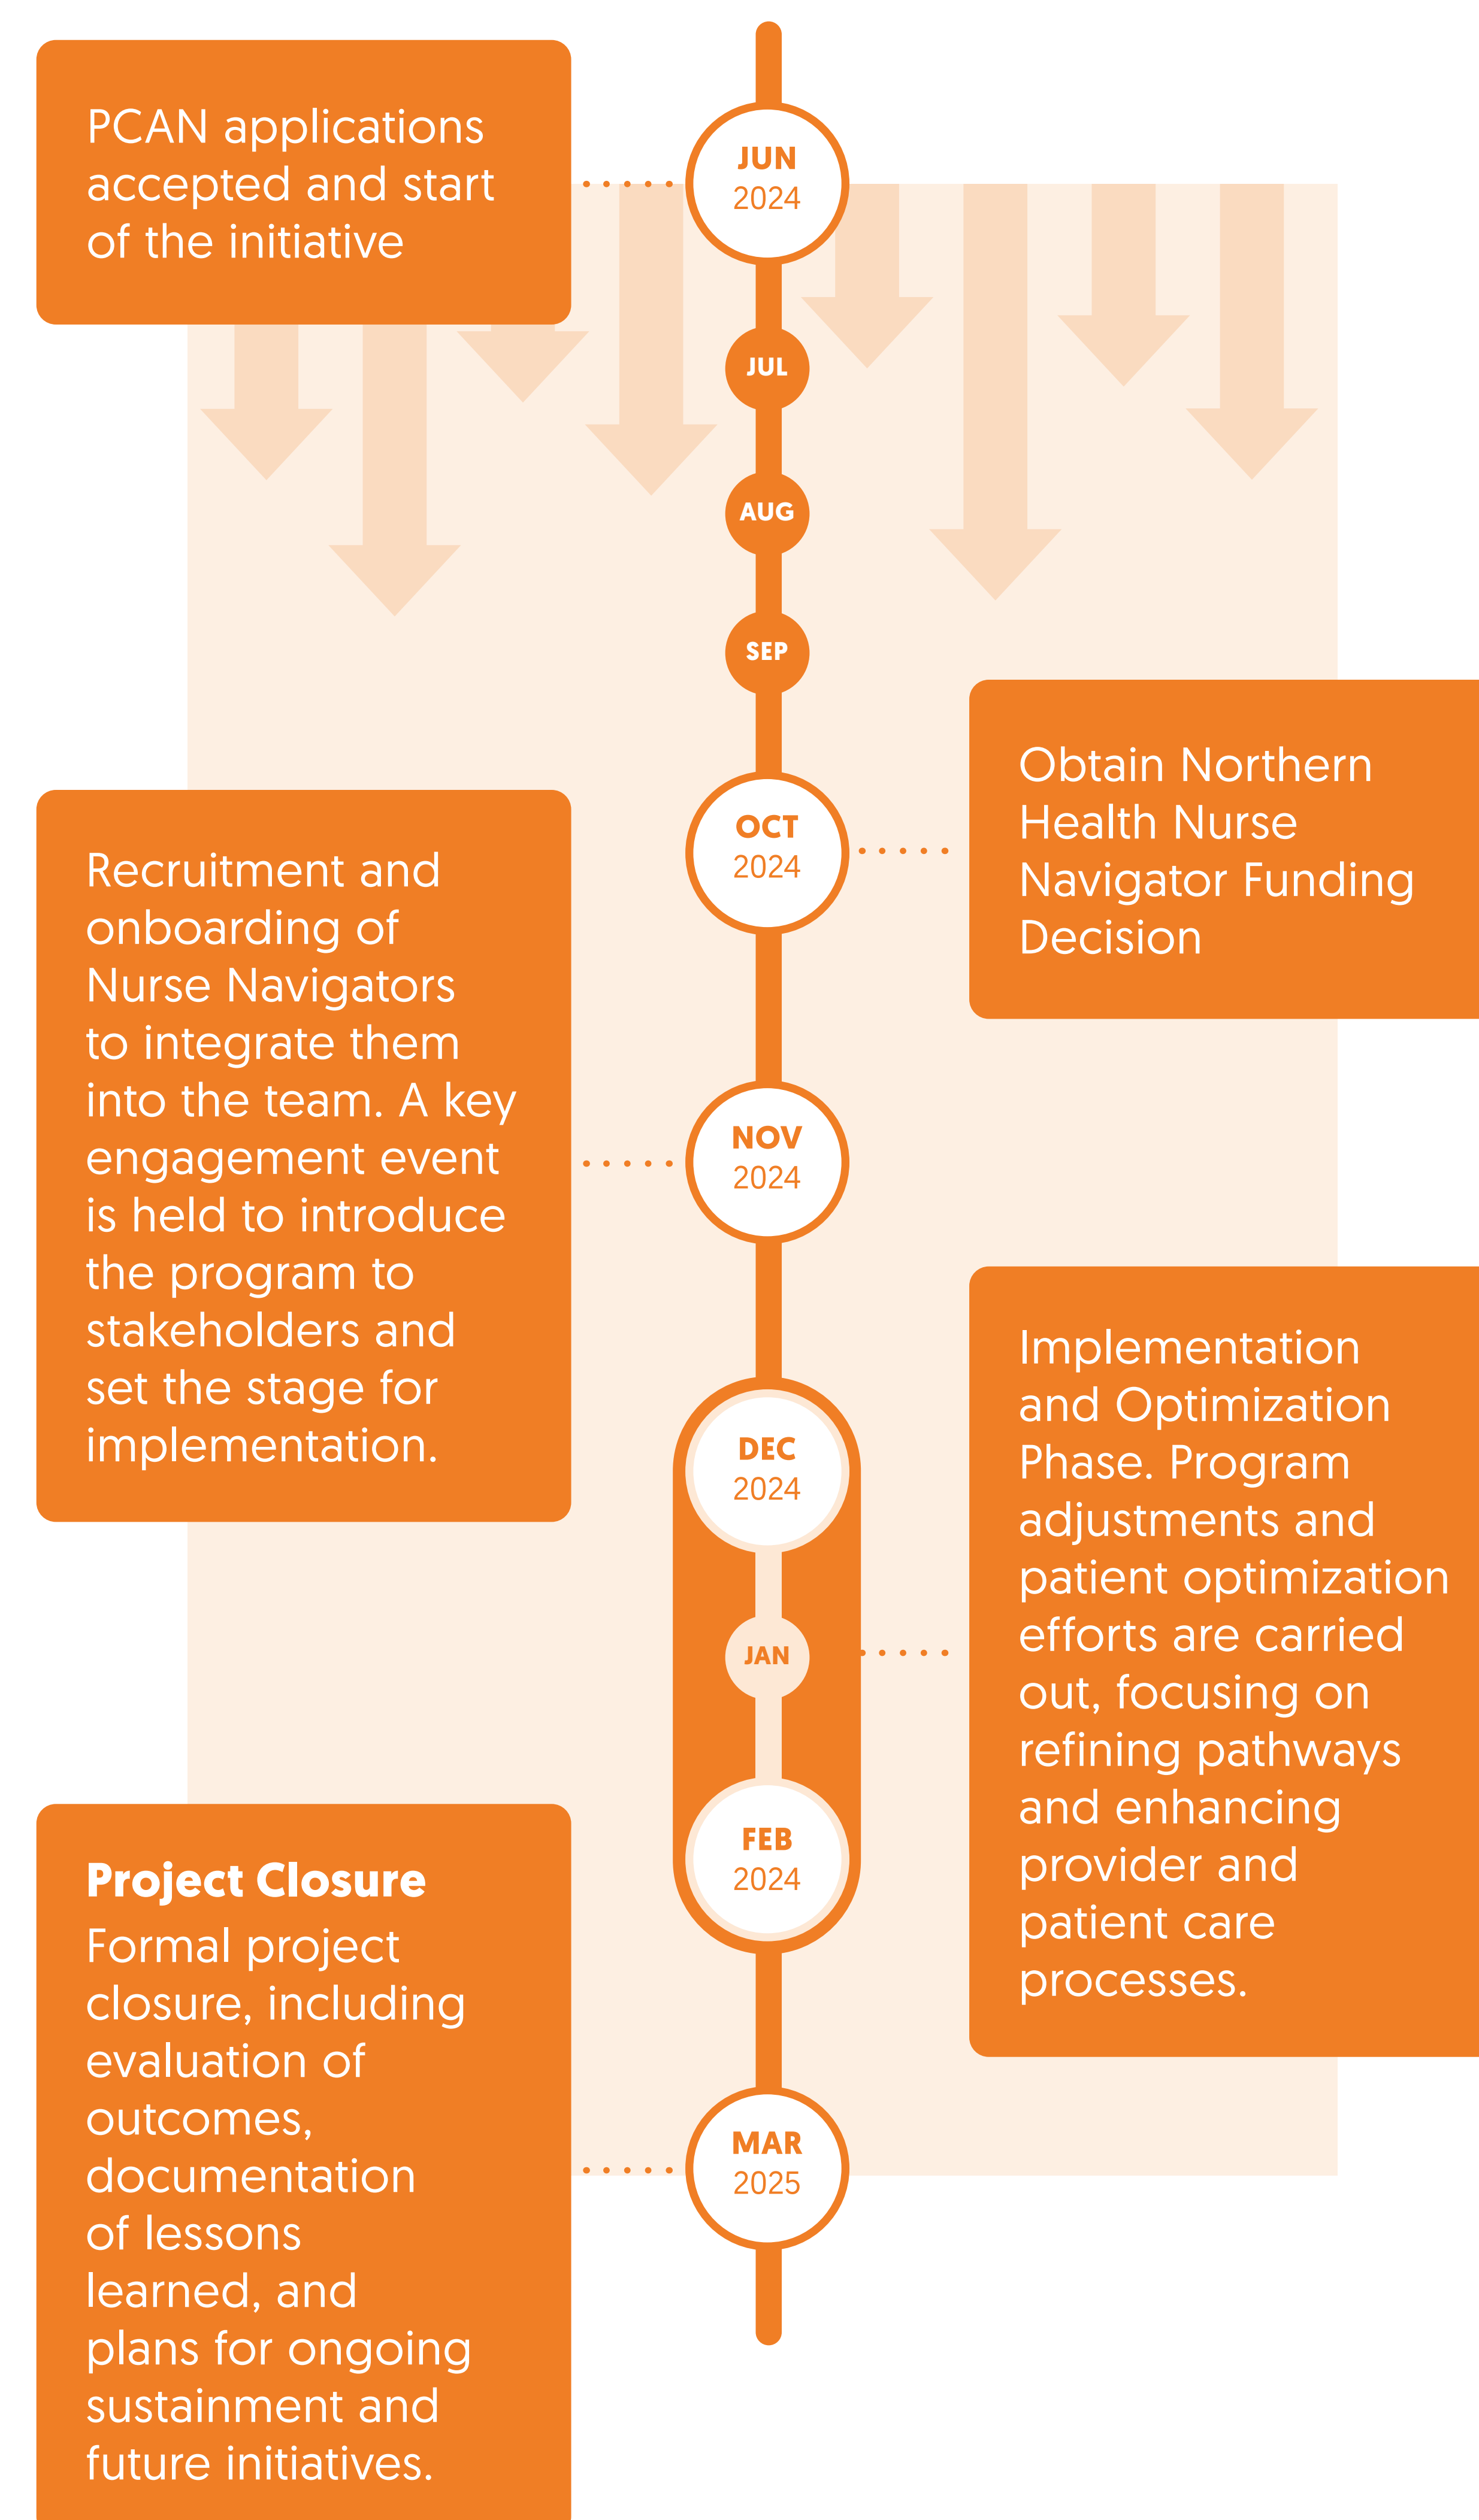 PCAN applications
accepted and start
of the initiative
JUN
2024
JUL
AUG
SEP
OCT
2024
Obtain Northern
Health Nurse
Navigator Funding
Decision
Recruitment and
onboarding of
Nurse Navigators
to integrate them
into the team. A key
engagement event
is held to introduce
the program to
stakeholders and
set the stage for
implementation.
NOV
2024
DEC
2024
JAN
FEB
2024
Implementation
and Optimization
Phase. Program
adjustments and
patient optimization
efforts are carried
out, focusing on
refining pathways
and enhancing
provider and
patient care
processes.
Project Closure
Formal project
closure, including
evaluation of
outcomes,
documentation
of lessons
learned, and
plans for ongoing
sustainment and
future initiatives.
MAR
2025